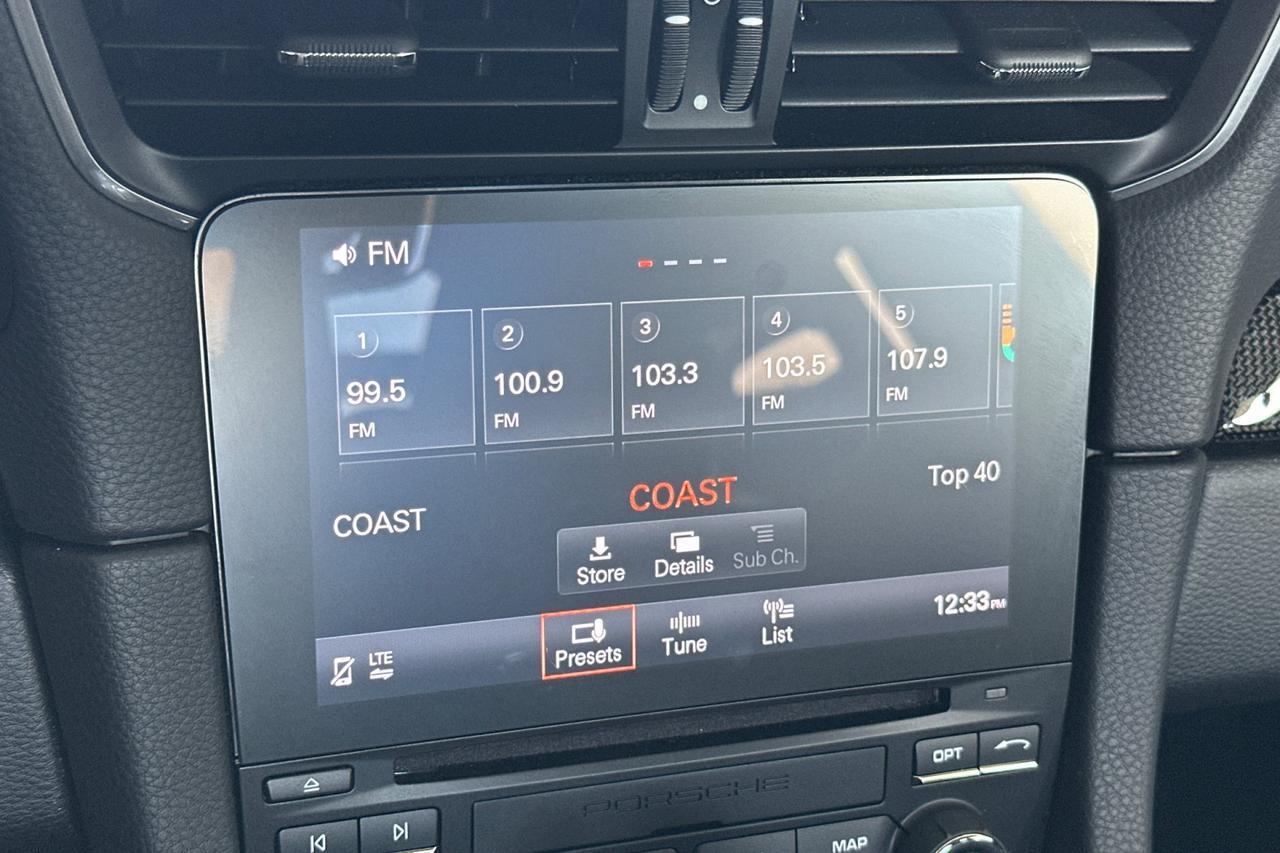 FM
1
99.5
FM
2
100.9
FM
3
103.3
FM
4
103.5
FM
5
107.9
FM
COAST
COAST
Top 40
Store
Details
Sub Ch.
LTE
Presets
Tune
List
12:33PM
OPT
PORSCHE
MAP